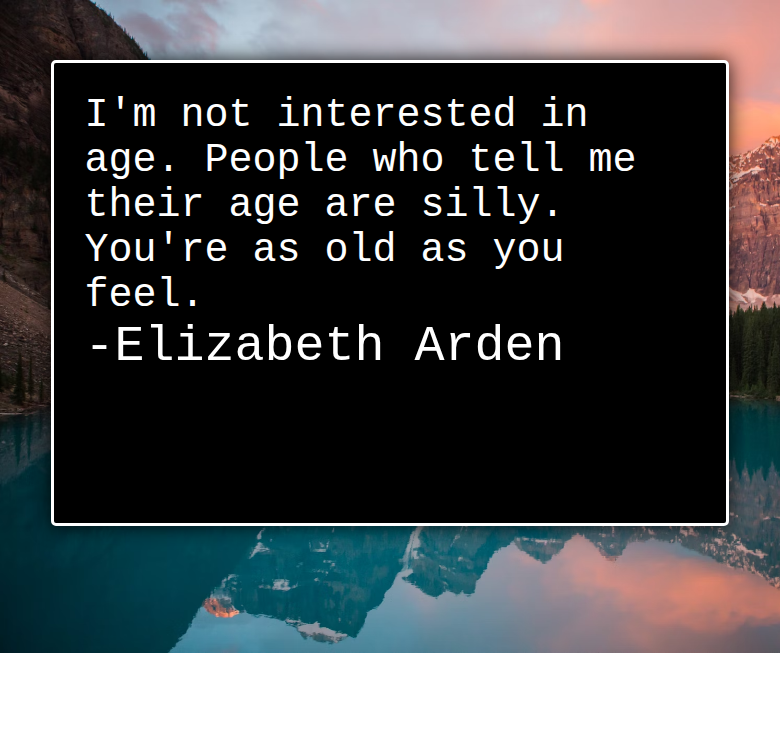 I'm not interested in
age. People who tell me
their age are silly.
You're as old as you
feel.
-Elizabeth Arden